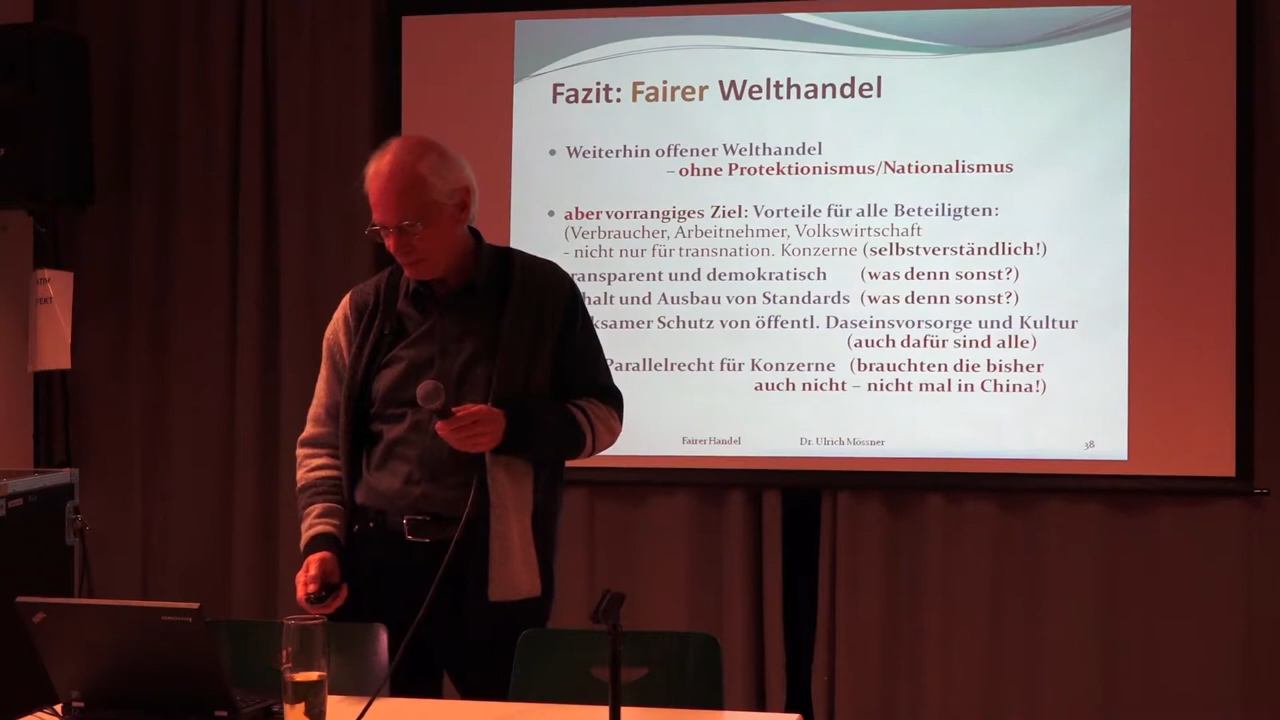 Fazit: Fairer Welthandel
Weiterhin offener Welthandel
– ohne Protektionismus/Nationalismus
aber vorrangiges Ziel: Vorteile für alle Beteiligten:
(Verbraucher, Arbeitnehmer, Volkswirtschaft
- nicht nur für transnation. Konzerne (selbstverständlich!)
ransparent und demokratisch (was denn sonst?)
halt und Ausbau von Standards (was denn sonst?)
ksamer Schutz von öffentl. Daseinsvorsorge und Kultur
(auch dafür sind alle)
Parallelrecht für Konzerne (brauchten die bisher
auch nicht – nicht mal in China!)
Fairer Handel Dr. Ulrich Mössner 38